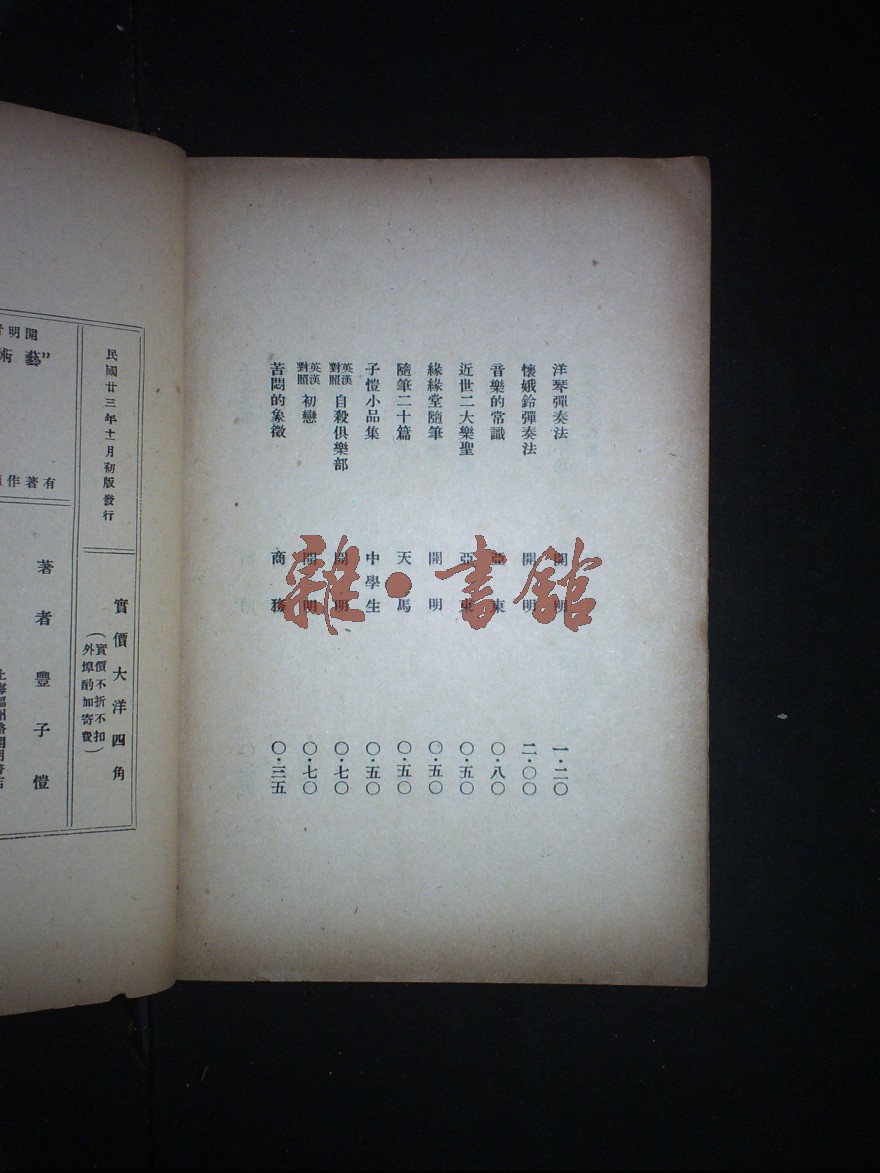 洋琴彈奏法 開明 一・二〇
懷娥鈴彈奏法 開明 二・〇〇
音樂的常識 亞東 〇・八〇
近世二大樂聖 亞東 〇・五〇
緣緣堂隨筆 開明 〇・五〇
隨筆二十篇 天馬 〇・五〇
子愷小品集 中學生 〇・五〇
英漢對照 自殺俱樂部 開明 〇・七〇
英漢對照 初戀 開明 〇・七〇
苦悶的象徵 商務 〇・三五
雜・書館
民國廿三年十一月初版發行
實價大洋四角
（實價不折不扣
外埠酌加寄費）
開明
藝術
有著作
著者 豐子愷